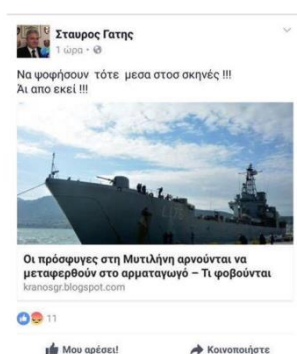 Σταυρος Γατης
1 ώρα
Να ψοφήσουν τότε μεσα στοσ σκηνές !!!
Άι απο εκεί !!!
Οι πρόσφυγες στη Μυτιλήνη αρνούνται να
μεταφερθούν στο αρματαγωγό – Τι φοβούνται
kranosgr.blogspot.com
11
Μου αρέσει!
Κοινοποιήστε